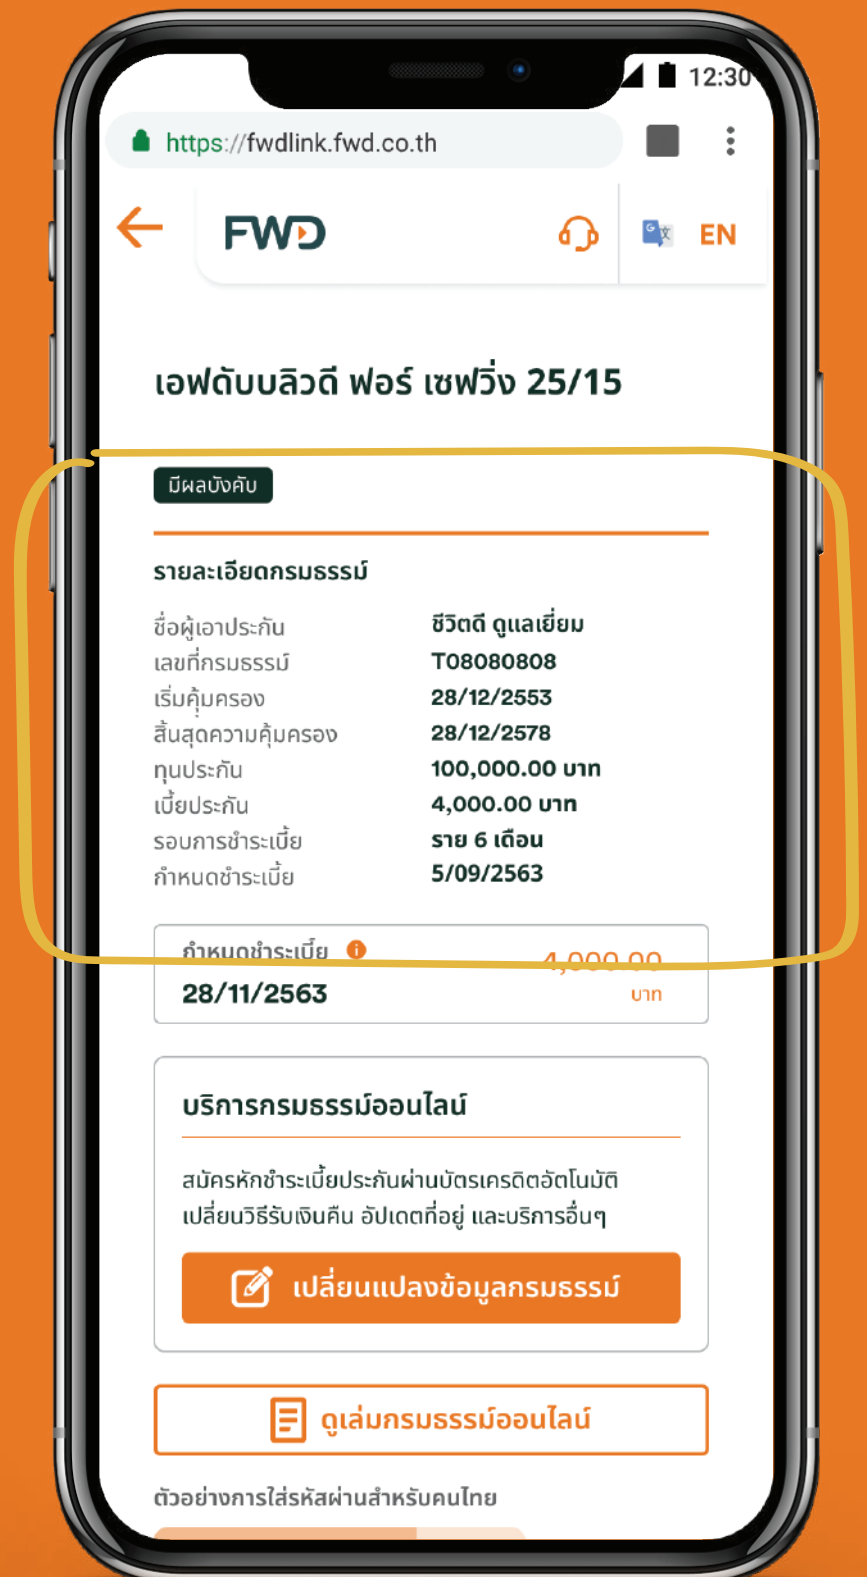 12:30
https://fwdlink.fwd.co.th
FWD
EN
เอฟดับบลิวดี ฟอร์ เซฟวิ่ง 25/15
มีผลบังคับ
รายละเอียดกรมธรรม์
ชื่อผู้เอาประกัน ชีวิตดี ดูแลเยี่ยม
เลขที่กรมธรรม์ T08080808
เริ่มคุ้มครอง 28/12/2553
สิ้นสุดความคุ้มครอง 28/12/2578
ทุนประกัน 100,000.00 บาท
เบี้ยประกัน 4,000.00 บาท
รอบการชำระเบี้ย ราย 6 เดือน
กำหนดชำระเบี้ย 5/09/2563
กำหนดชำระเบี้ย 4,000.00
28/11/2563 บาท
บริการกรมธรรม์ออนไลน์
สมัครหักชำระเบี้ยประกันผ่านบัตรเครดิตอัตโนมัติ
เปลี่ยนวิธีรับเงินคืน อัปเดตที่อยู่ และบริการอื่นๆ
เปลี่ยนแปลงข้อมูลกรมธรรม์
ดูเล่มกรมธรรม์ออนไลน์
ตัวอย่างการใส่รหัสผ่านสำหรับคนไทย